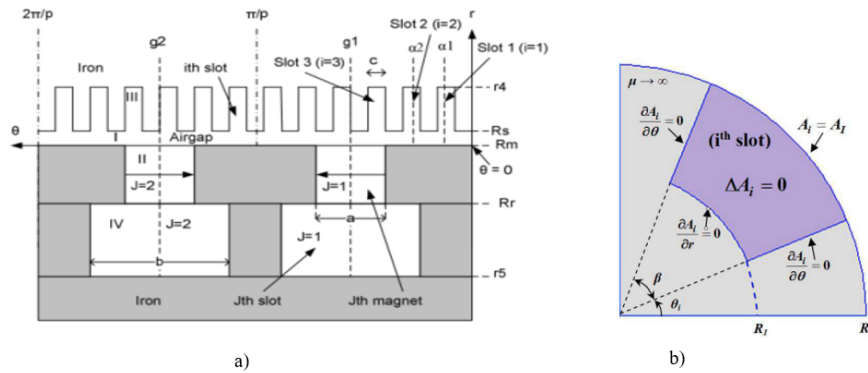 2π/p
π/p
r
g2
g1
c
Slot 2 (i=2)
α2
α1
Slot 1 (i=1)
Slot 3 (i=3)
Iron
ith slot
r4
III
θ
I
Airgap
Rs
Rm
II
J=2
J=1
θ = 0
Rr
IV
J=2
a
J=1
b
r5
Iron
Jth slot
Jth magnet
a)
μ → ∞
∂Aᵢ/∂θ = 0
Aᵢ = A_I
(iᵗʰ slot)
ΔAᵢ = 0
∂Aᵢ/∂r = 0
∂Aᵢ/∂θ = 0
β
θᵢ
R₁
R
b)